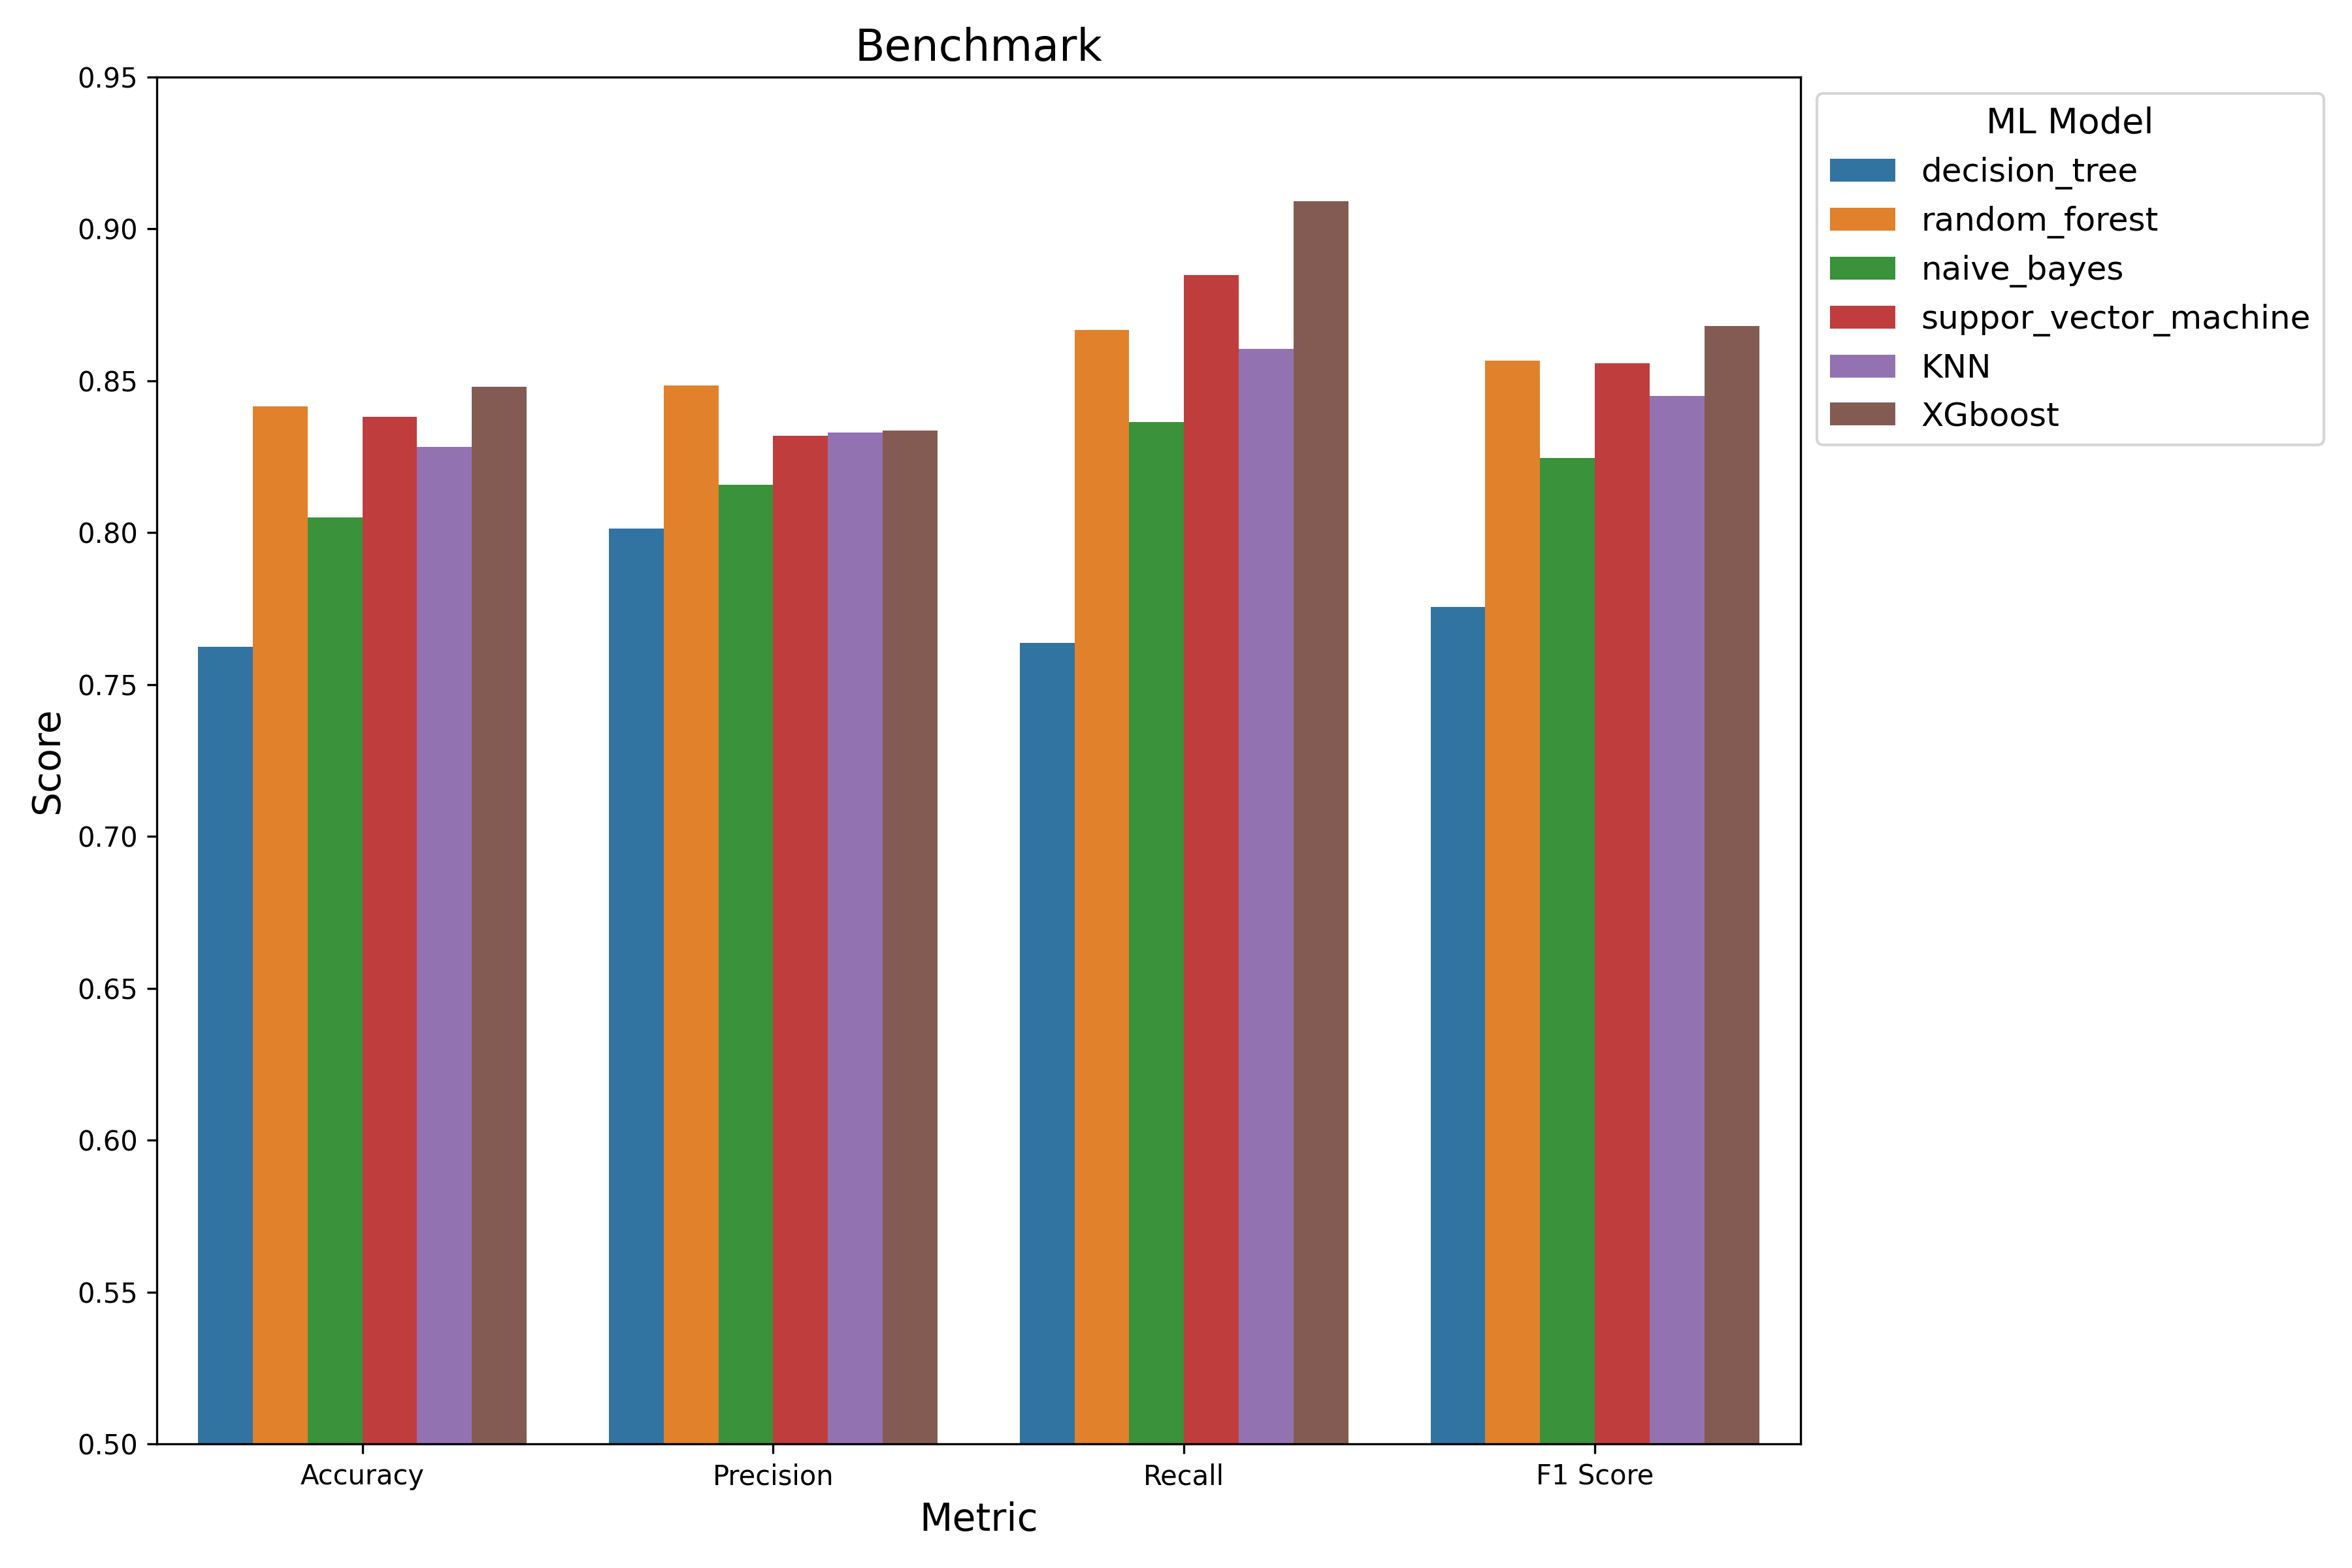 Benchmark
0.95
0.90
0.85
0.80
0.75
0.70
0.65
0.60
0.55
0.50
Score
Accuracy
Precision
Recall
F1 Score
Metric
ML Model
decision_tree
random_forest
naive_bayes
suppor_vector_machine
KNN
XGboost